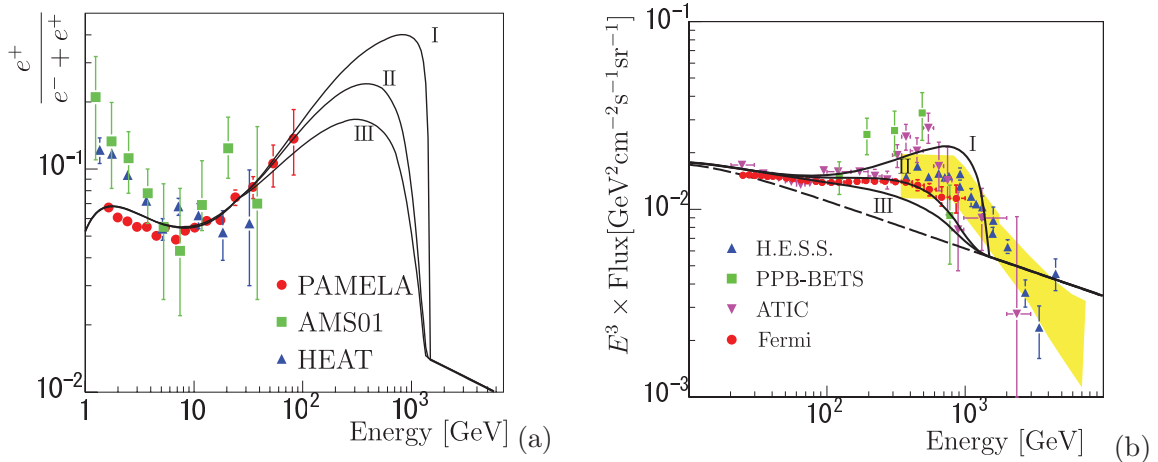 e⁺
e⁻ + e⁺
10⁻¹
10⁻²
I
II
III
PAMELA
AMS01
HEAT
1
10
10²
10³
Energy [GeV]
(a)
E³ × Flux[GeV²cm⁻²s⁻¹sr⁻¹]
10⁻¹
10⁻²
10⁻³
I
II
III
H.E.S.S.
PPB-BETS
ATIC
Fermi
10²
10³
Energy [GeV]
(b)